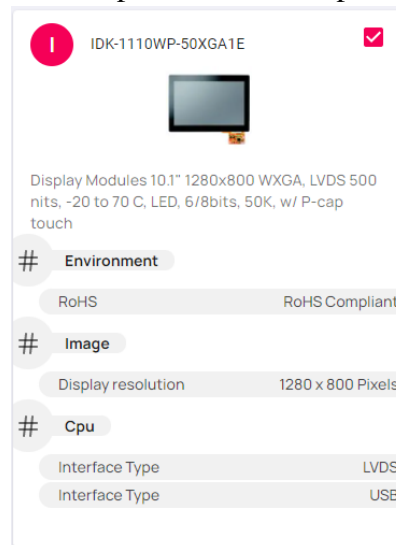 I
IDK-1110WP-50XGA1E
Display Modules 10.1" 1280x800 WXGA, LVDS 500
nits, -20 to 70 C, LED, 6/8bits, 50K, w/ P-cap
touch
# Environment
RoHS RoHS Compliant
# Image
Display resolution 1280 x 800 Pixels
# Cpu
Interface Type LVDS
Interface Type USB